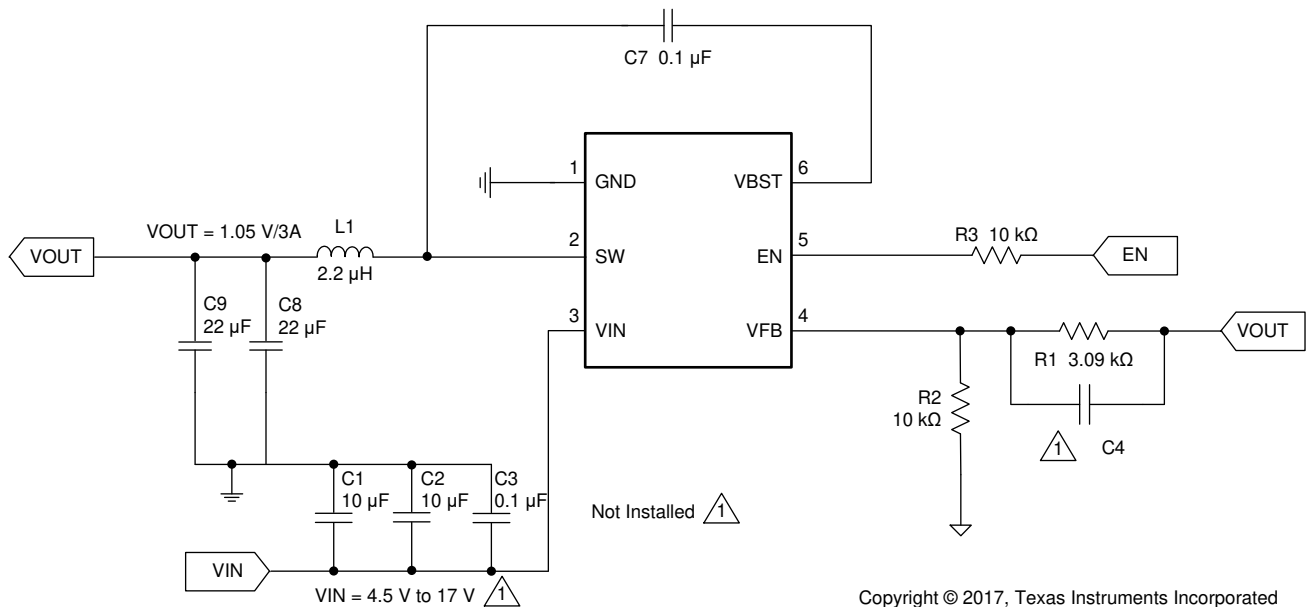 C7 0.1 µF
1
GND
VBST
6
VOUT = 1.05 V/3A
L1
2.2 µH
VOUT
2
SW
EN
5
R3 10 kΩ
EN
C9
22 µF
C8
22 µF
3
VIN
VFB
4
VOUT
R1 3.09 kΩ
R2
10 kΩ
1
C4
C1
10 µF
C2
10 µF
C3
0.1 µF
Not Installed 1
VIN
VIN = 4.5 V to 17 V 1
Copyright © 2017, Texas Instruments Incorporated